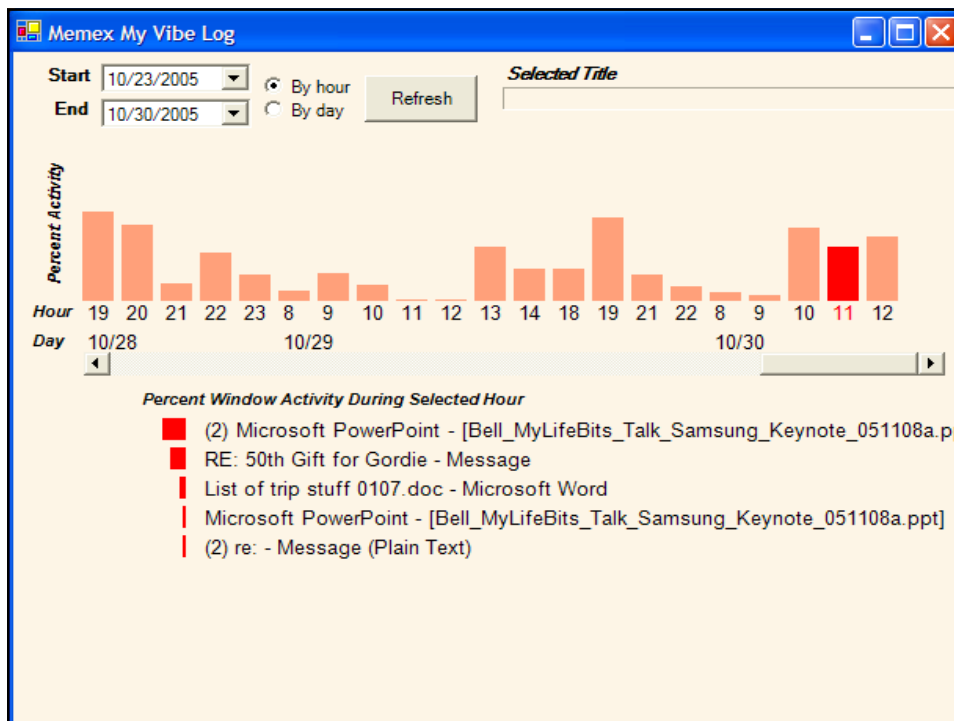 Memex My Vibe Log
Start 10/23/2005 By hour Refresh Selected Title
End 10/30/2005 By day
Percent Activity
Hour 19 20 21 22 23 8 9 10 11 12 13 14 18 19 21 22 8 9 10 11 12
Day 10/28 10/29 10/30
Percent Window Activity During Selected Hour
(2) Microsoft PowerPoint - [Bell_MyLifeBits_Talk_Samsung_Keynote_051108a.pp
RE: 50th Gift for Gordie - Message
List of trip stuff 0107.doc - Microsoft Word
Microsoft PowerPoint - [Bell_MyLifeBits_Talk_Samsung_Keynote_051108a.ppt]
(2) re: - Message (Plain Text)